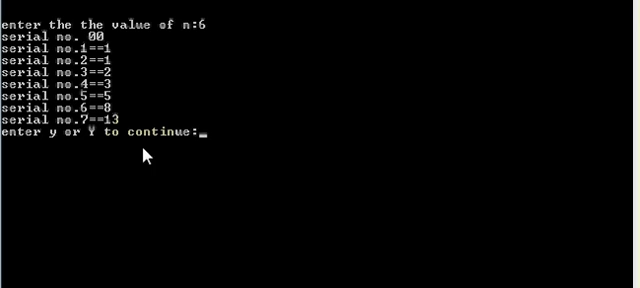 enter the the value of n:6
serial no. 00
serial no.1==1
serial no.2==1
serial no.3==2
serial no.4==3
serial no.5==5
serial no.6==8
serial no.7==13
enter y or Y to continue: